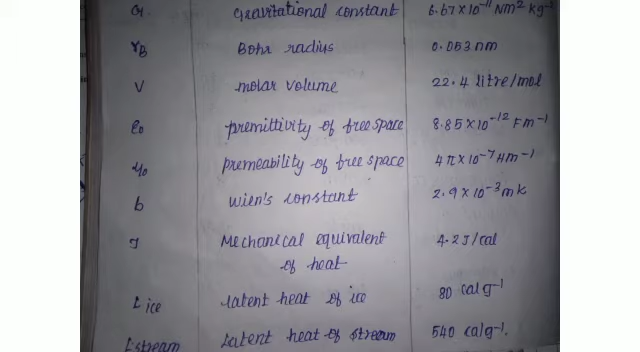 G. Gravitational constant 6.67×10⁻¹¹ Nm² kg⁻²
rB Bohr radius 0.053 nm
V molar volume 22.4 litre/mol
ε₀ premittivity of free space 8.85×10⁻¹² Fm⁻¹
μ₀ premeability of free space 4π×10⁻⁷ Hm⁻¹
b Wien's constant 2.9×10⁻³ mk
J Mechanical equivalent 4.2 J/cal
of heat
L ice Latent heat of ice 80 cal g⁻¹
L stream Latent heat of stream 540 cal g⁻¹.